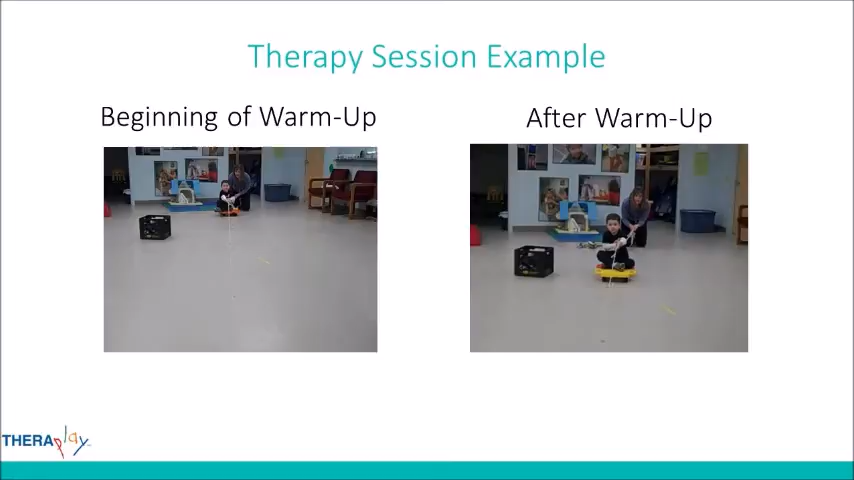 Therapy Session Example
Beginning of Warm-Up
After Warm-Up
THERAplay